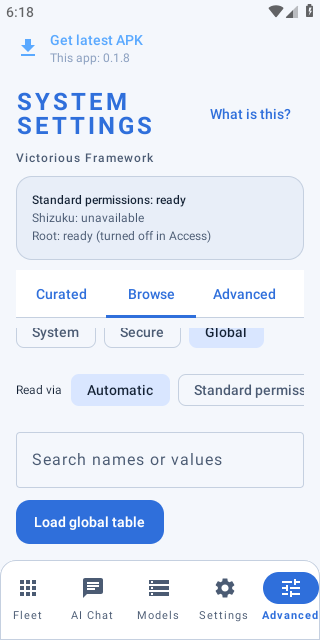 6:18
Get latest APK
This app: 0.1.8
SYSTEM
SETTINGS
What is this?
Victorious Framework
Standard permissions: ready
Shizuku: unavailable
Root: ready (turned off in Access)
Curated Browse Advanced
System Secure Global
Read via Automatic Standard permiss
Search names or values
Load global table
Fleet AI Chat Models Settings Advanced